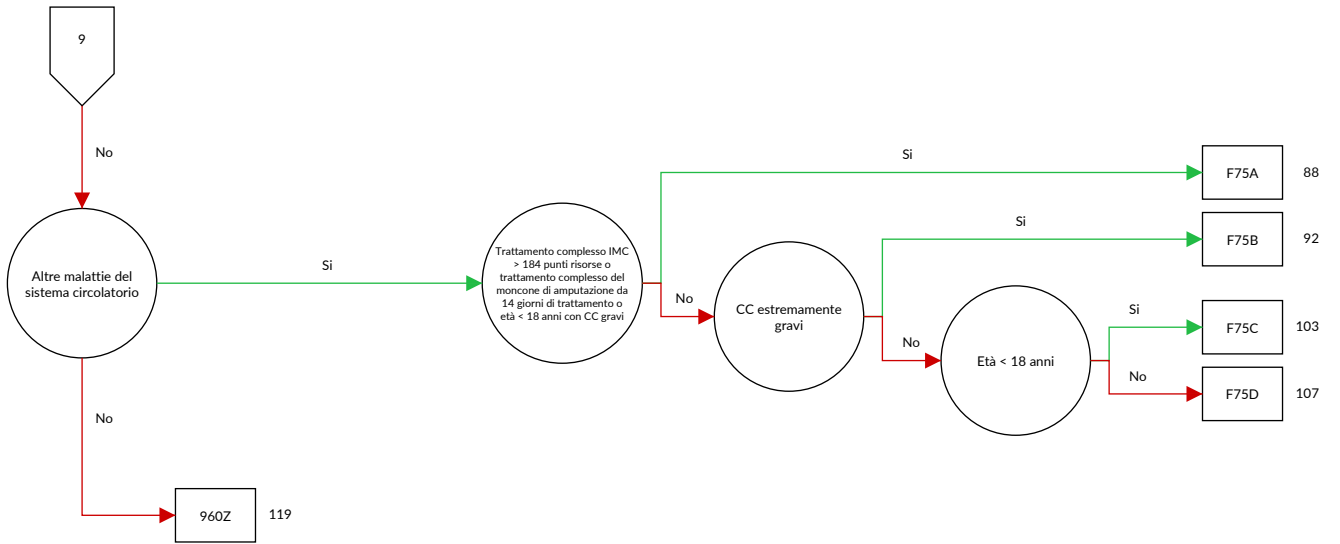 9
No
Altre malattie del
sistema circolatorio
Si
Trattamento complesso IMC
> 184 punti risorse o
trattamento complesso del
moncone di amputazione da
14 giorni di trattamento o
età < 18 anni con CC gravi
Si
F75A
88
No
CC estremamente
gravi
Si
F75B
92
No
Età < 18 anni
Si
F75C
103
No
F75D
107
No
960Z
119